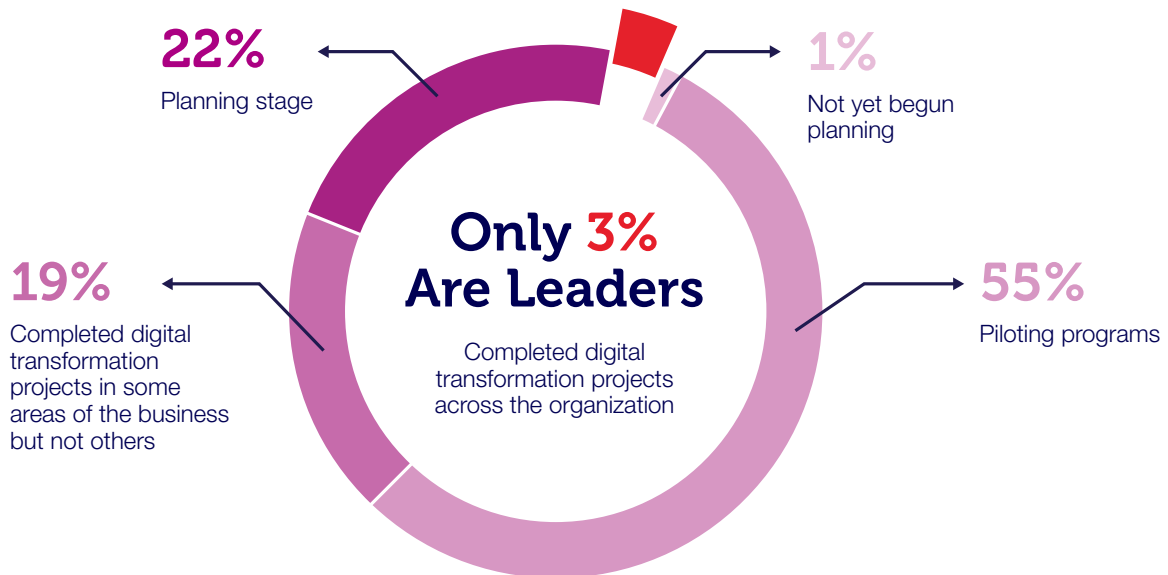 22%
Planning stage
1%
Not yet begun
planning
Only 3%
Are Leaders
Completed digital
transformation projects
across the organization
19%
Completed digital
transformation
projects in some
areas of the business
but not others
55%
Piloting programs